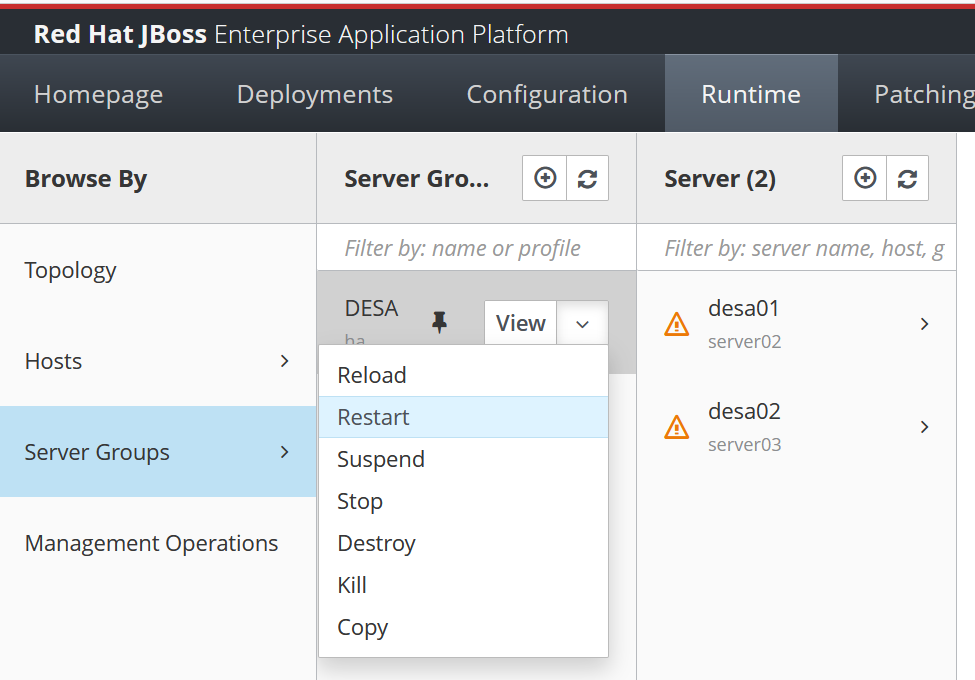 Red Hat JBoss Enterprise Application Platform
Homepage Deployments Configuration Runtime Patching
Browse By
Topology
Hosts
Server Groups
Management Operations
Server Gro...
Filter by: name or profile
DESA
ha
View
Reload
Restart
Suspend
Stop
Destroy
Kill
Copy
Server (2)
Filter by: server name, host, g
desa01
server02
desa02
server03